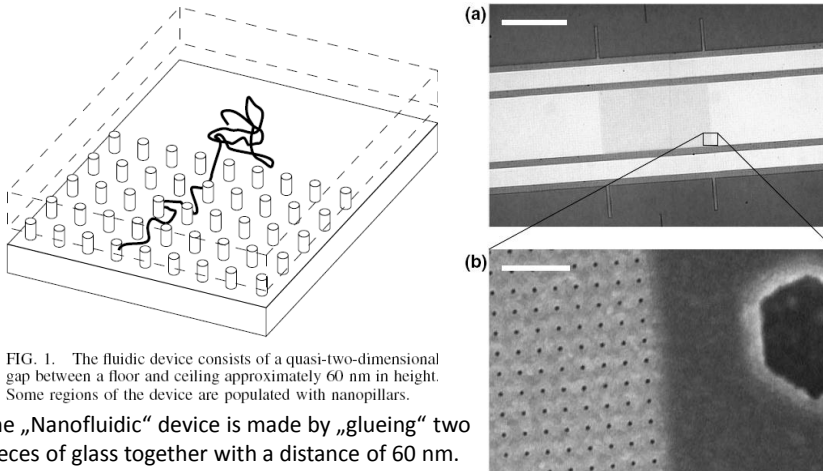 (a)
(b)
FIG. 1. The fluidic device consists of a quasi-two-dimensional
gap between a floor and ceiling approximately 60 nm in height.
Some regions of the device are populated with nanopillars.
„Nanofluidic“ device is made by „glueing“ two
of glass together with a distance of 60 nm.